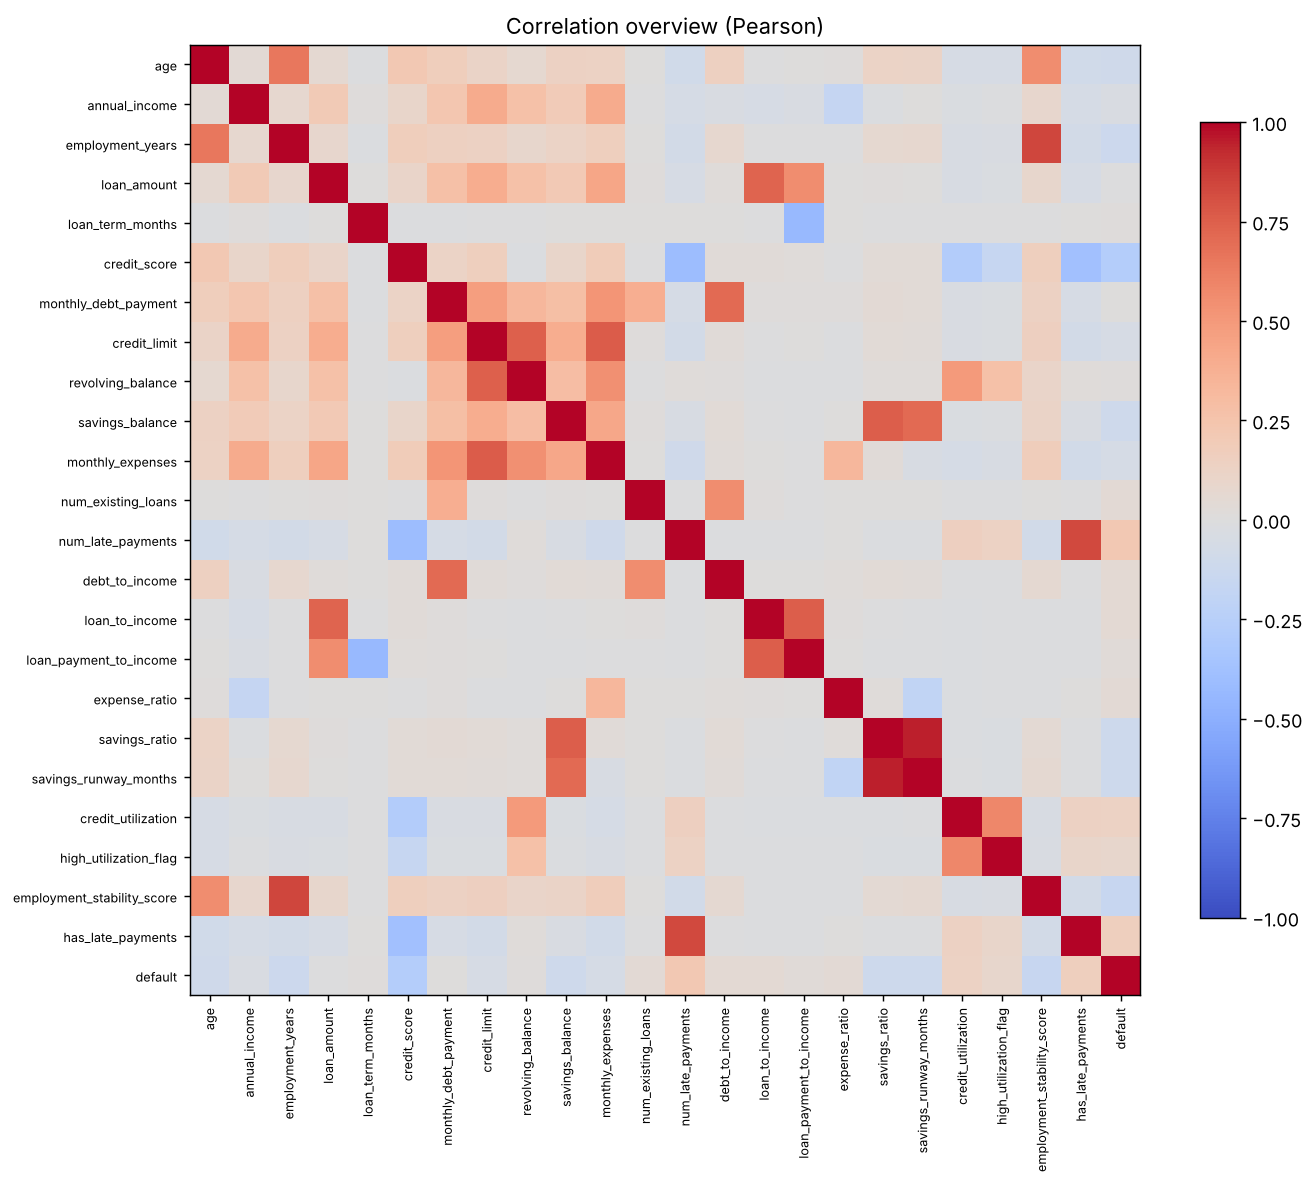 Correlation overview (Pearson)
age
annual_income
employment_years
loan_amount
loan_term_months
credit_score
monthly_debt_payment
credit_limit
revolving_balance
savings_balance
monthly_expenses
num_existing_loans
num_late_payments
debt_to_income
loan_to_income
loan_payment_to_income
expense_ratio
savings_ratio
savings_runway_months
credit_utilization
high_utilization_flag
employment_stability_score
has_late_payments
default
age
annual_income
employment_years
loan_amount
loan_term_months
credit_score
monthly_debt_payment
credit_limit
revolving_balance
savings_balance
monthly_expenses
num_existing_loans
num_late_payments
debt_to_income
loan_to_income
loan_payment_to_income
expense_ratio
savings_ratio
savings_runway_months
credit_utilization
high_utilization_flag
employment_stability_score
has_late_payments
default
1.00
0.75
0.50
0.25
0.00
−0.25
−0.50
−0.75
−1.00